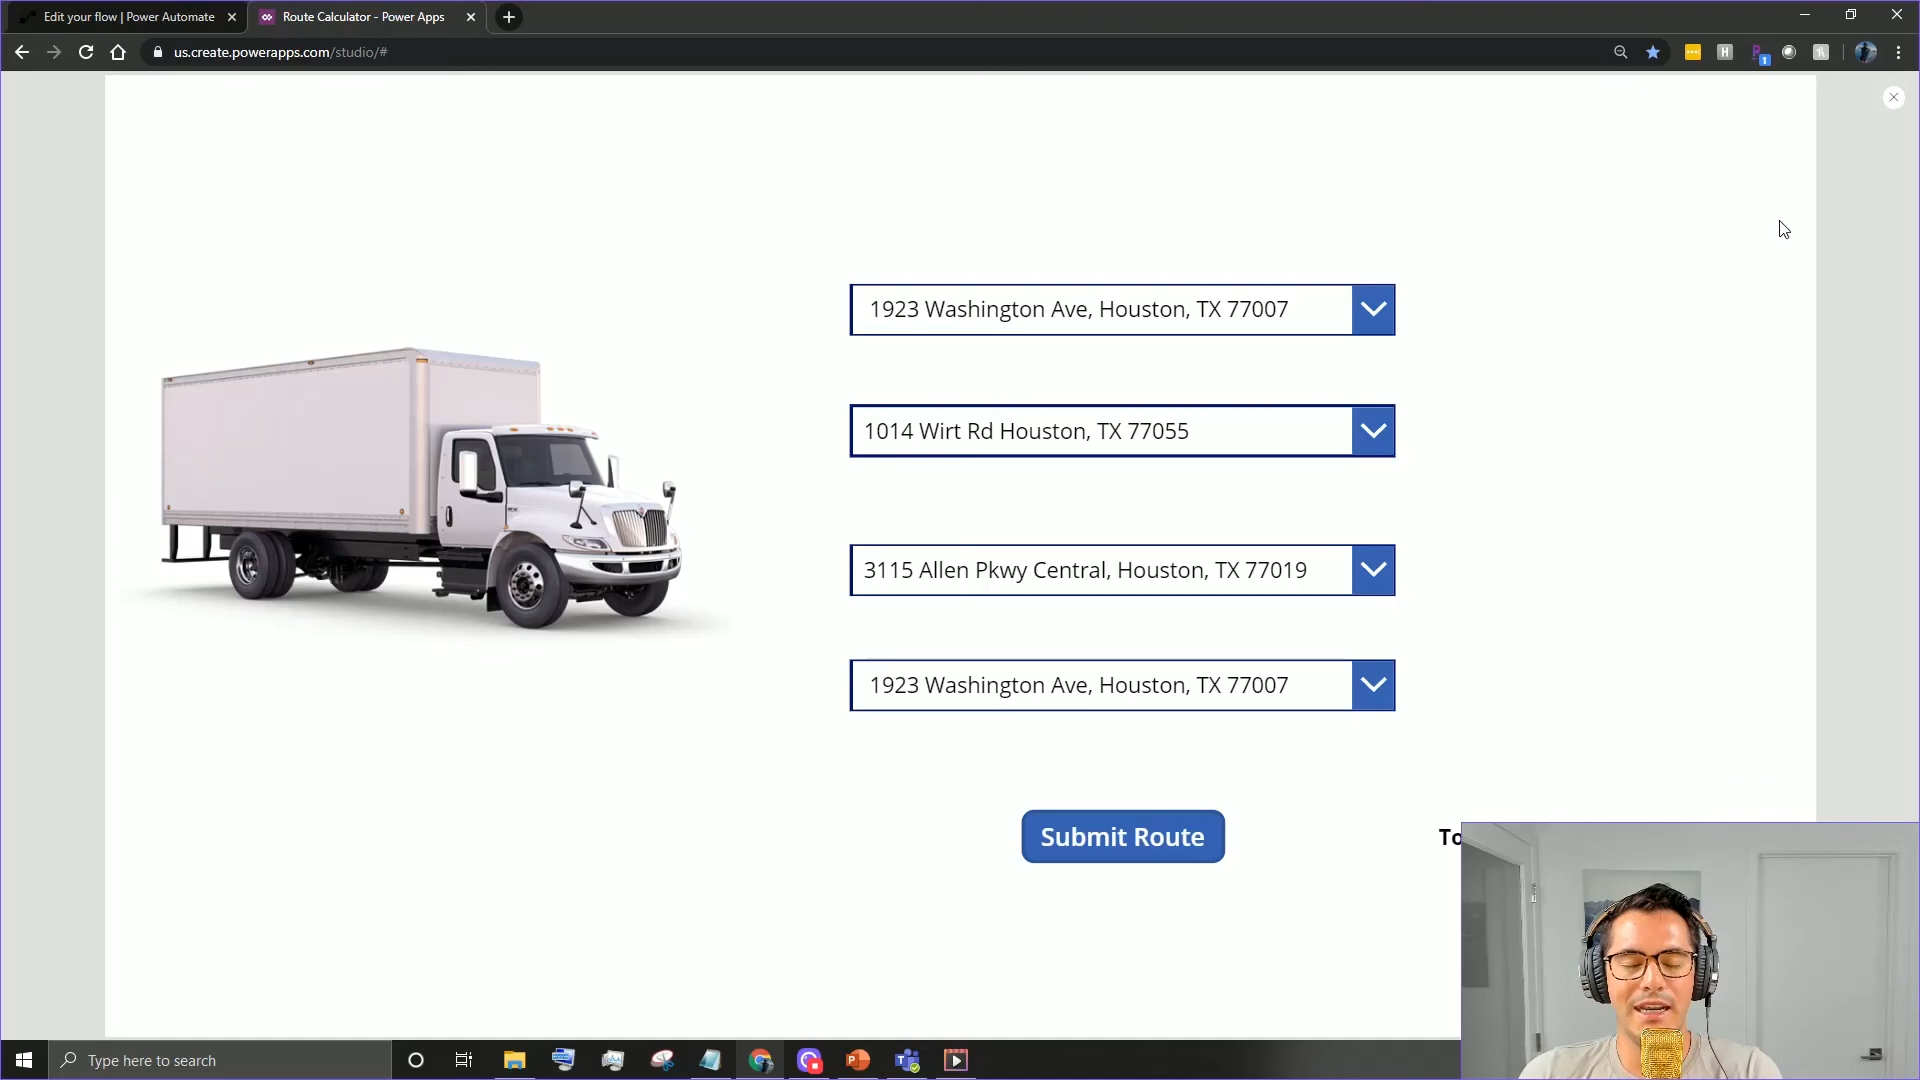 Edit your flow | Power Automate
Route Calculator - Power Apps
us.create.powerapps.com/studio/#
1923 Washington Ave, Houston, TX 77007
1014 Wirt Rd Houston, TX 77055
3115 Allen Pkwy Central, Houston, TX 77019
1923 Washington Ave, Houston, TX 77007
Submit Route
Type here to search